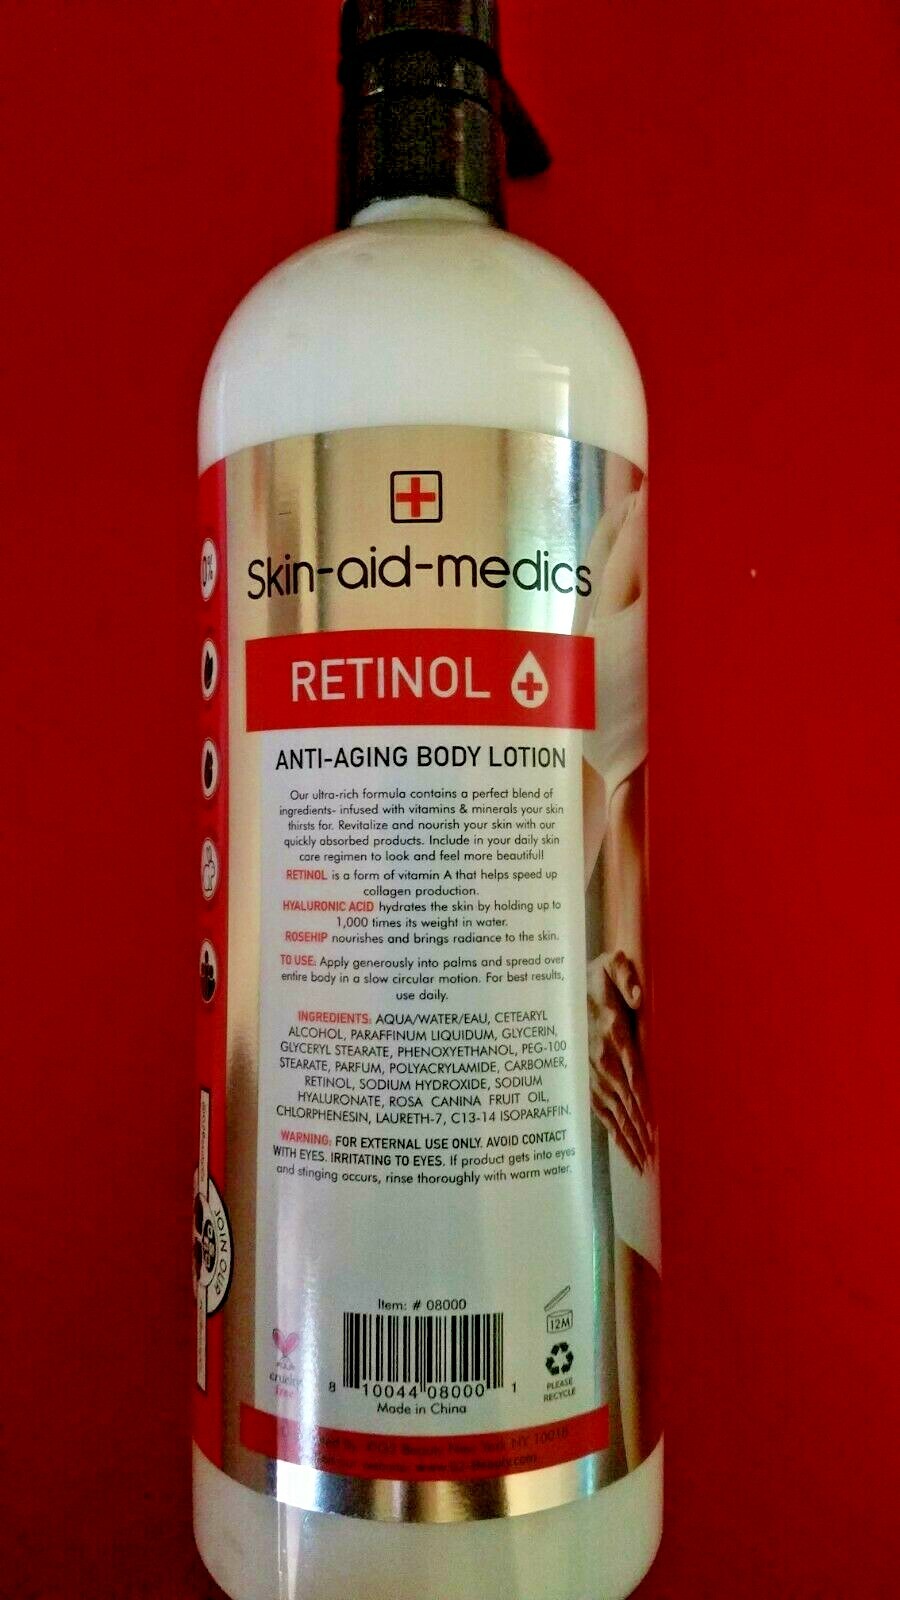 Skin-aid-medics
RETINOL
ANTI-AGING BODY LOTION
Our ultra-rich formula contains a perfect blend of
ingredients- infused with vitamins & minerals your skin
thirsts for. Revitalize and nourish your skin with our
quickly absorbed products. Include in your daily skin
care regimen to look and feel more beautiful!
RETINOL is a form of vitamin A that helps speed up
collagen production.
HYALURONIC ACID hydrates the skin by holding up to
1,000 times its weight in water.
ROSEHIP nourishes and brings radiance to the skin.
TO USE: Apply generously into palms and spread over
entire body in a slow circular motion. For best results,
use daily.
INGREDIENTS: AQUA/WATER/EAU, CETEARYL
ALCOHOL, PARAFFINUM LIQUIDUM, GLYCERIN,
GLYCERYL STEARATE, PHENOXYETHANOL, PEG-100
STEARATE, PARFUM, POLYACRYLAMIDE, CARBOMER,
RETINOL, SODIUM HYDROXIDE, SODIUM
HYALURONATE, ROSA CANINA FRUIT OIL,
CHLORPHENESIN, LAURETH-7, C13-14 ISOPARAFFIN.
WARNING: FOR EXTERNAL USE ONLY. AVOID CONTACT
WITH EYES. IRRITATING TO EYES. If product gets into eyes
and stinging occurs, rinse thoroughly with warm water.
Item: # 08000
8 10044 08000 1
Made in China
cruelty
free
12M
PLEASE
RECYCLE
Beauty New York NY 10016
0%
JOIN OUR